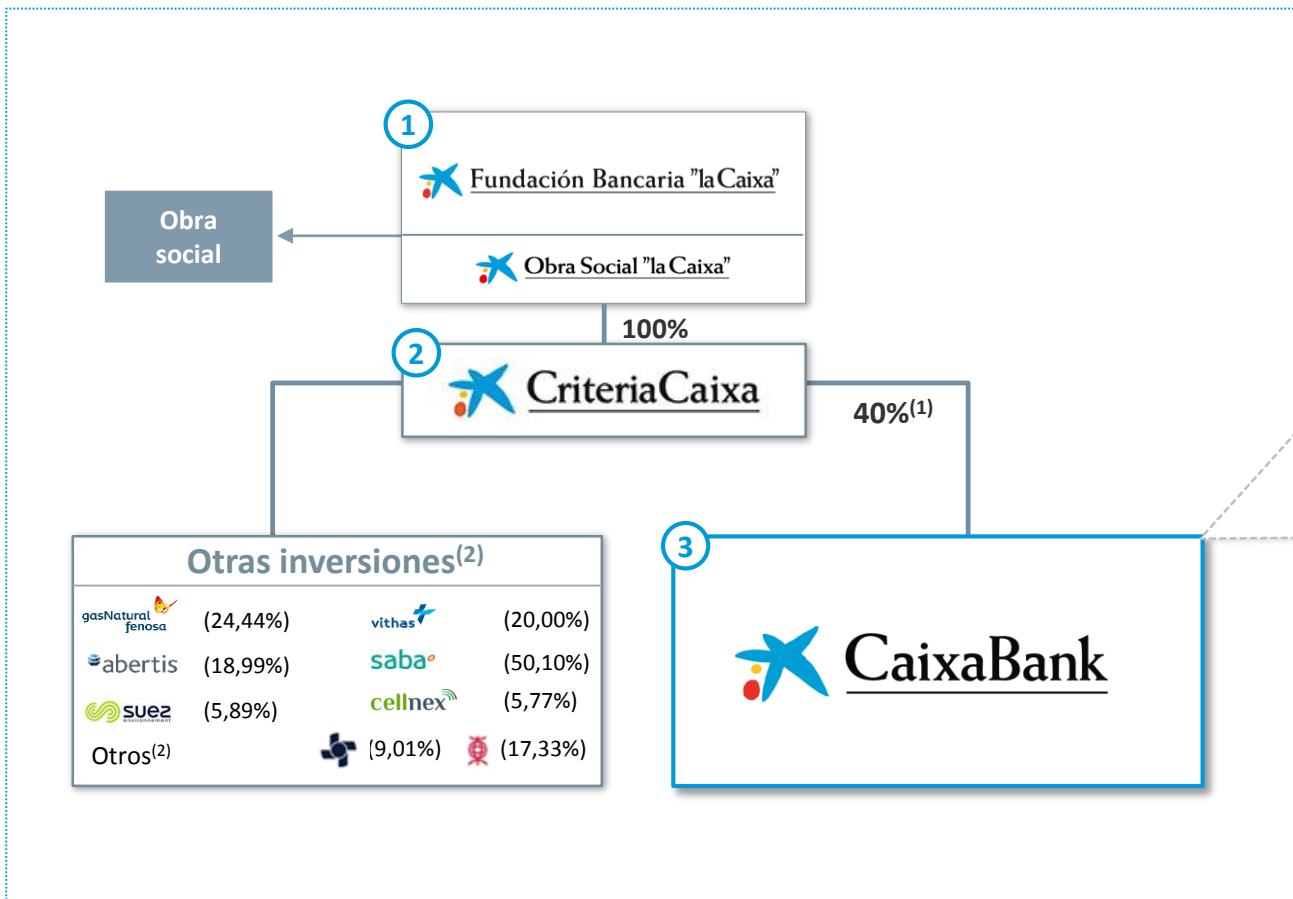 1
Fundación Bancaria "la Caixa"
Obra
social
Obra Social "la Caixa"
100%
2
CriteriaCaixa
40%(1)
Otras inversiones(2)
gasNatural
fenosa
(24,44%)
vithas
(20,00%)
abertis
(18,99%)
saba
(50,10%)
suez
environnement
(5,89%)
cellnex
(5,77%)
Otros(2)
(9,01%)
(17,33%)
3
CaixaBank